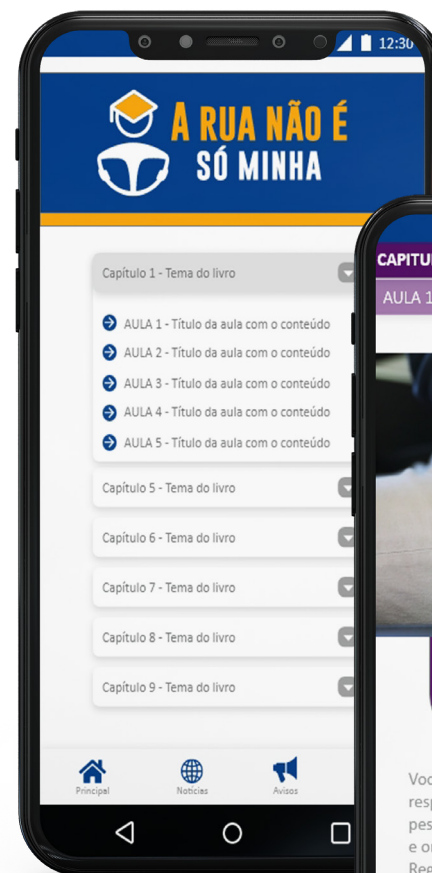 12:30
A RUA NÃO É
SÓ MINHA
Capítulo 1 - Tema do livro
AULA 1 - Título da aula com o conteúdo
AULA 2 - Título da aula com o conteúdo
AULA 3 - Título da aula com o conteúdo
AULA 4 - Título da aula com o conteúdo
AULA 5 - Título da aula com o conteúdo
Capítulo 5 - Tema do livro
Capítulo 6 - Tema do livro
Capítulo 7 - Tema do livro
Capítulo 8 - Tema do livro
Capítulo 9 - Tema do livro
Principal
Notícias
Avisos
AULA 1
e